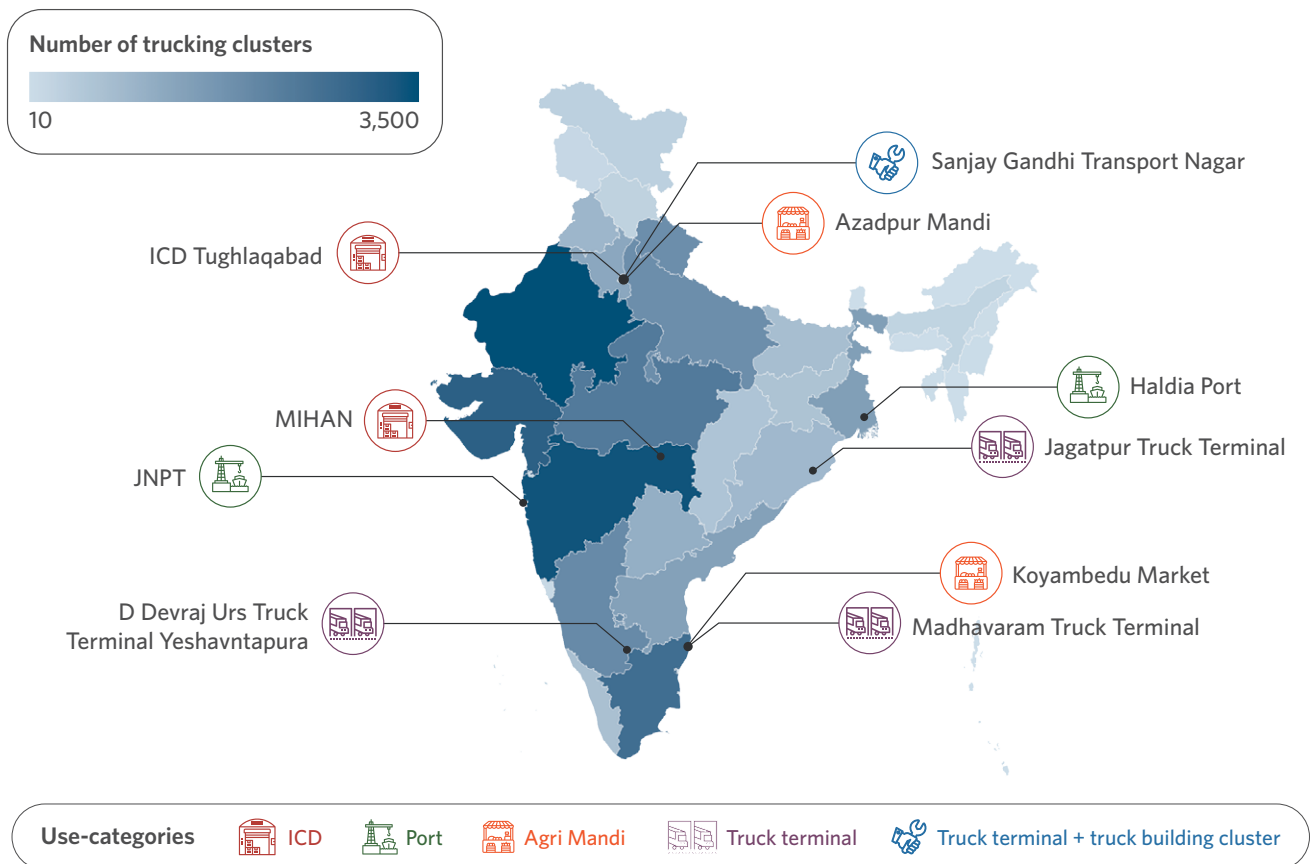 Number of trucking clusters
10
3,500
Sanjay Gandhi Transport Nagar
Azadpur Mandi
ICD Tughlaqabad
Haldia Port
MIHAN
Jagatpur Truck Terminal
JNPT
Koyambedu Market
D Devraj Urs Truck
Terminal Yeshavntapura
Madhavaram Truck Terminal
Use-categories
ICD
Port
Agri Mandi
Truck terminal
Truck terminal + truck building cluster